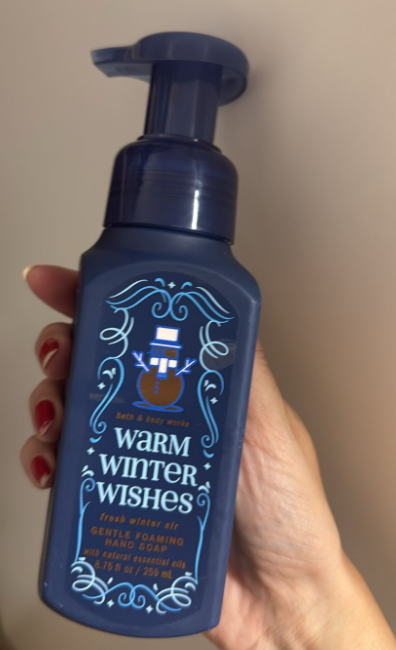 Bath & body works
WaRM
WINTER
WISHes
fresh winter air
GENTLE FOAMING
HAND SOAP
with natural essential oils
8.75 fl oz / 259 mL